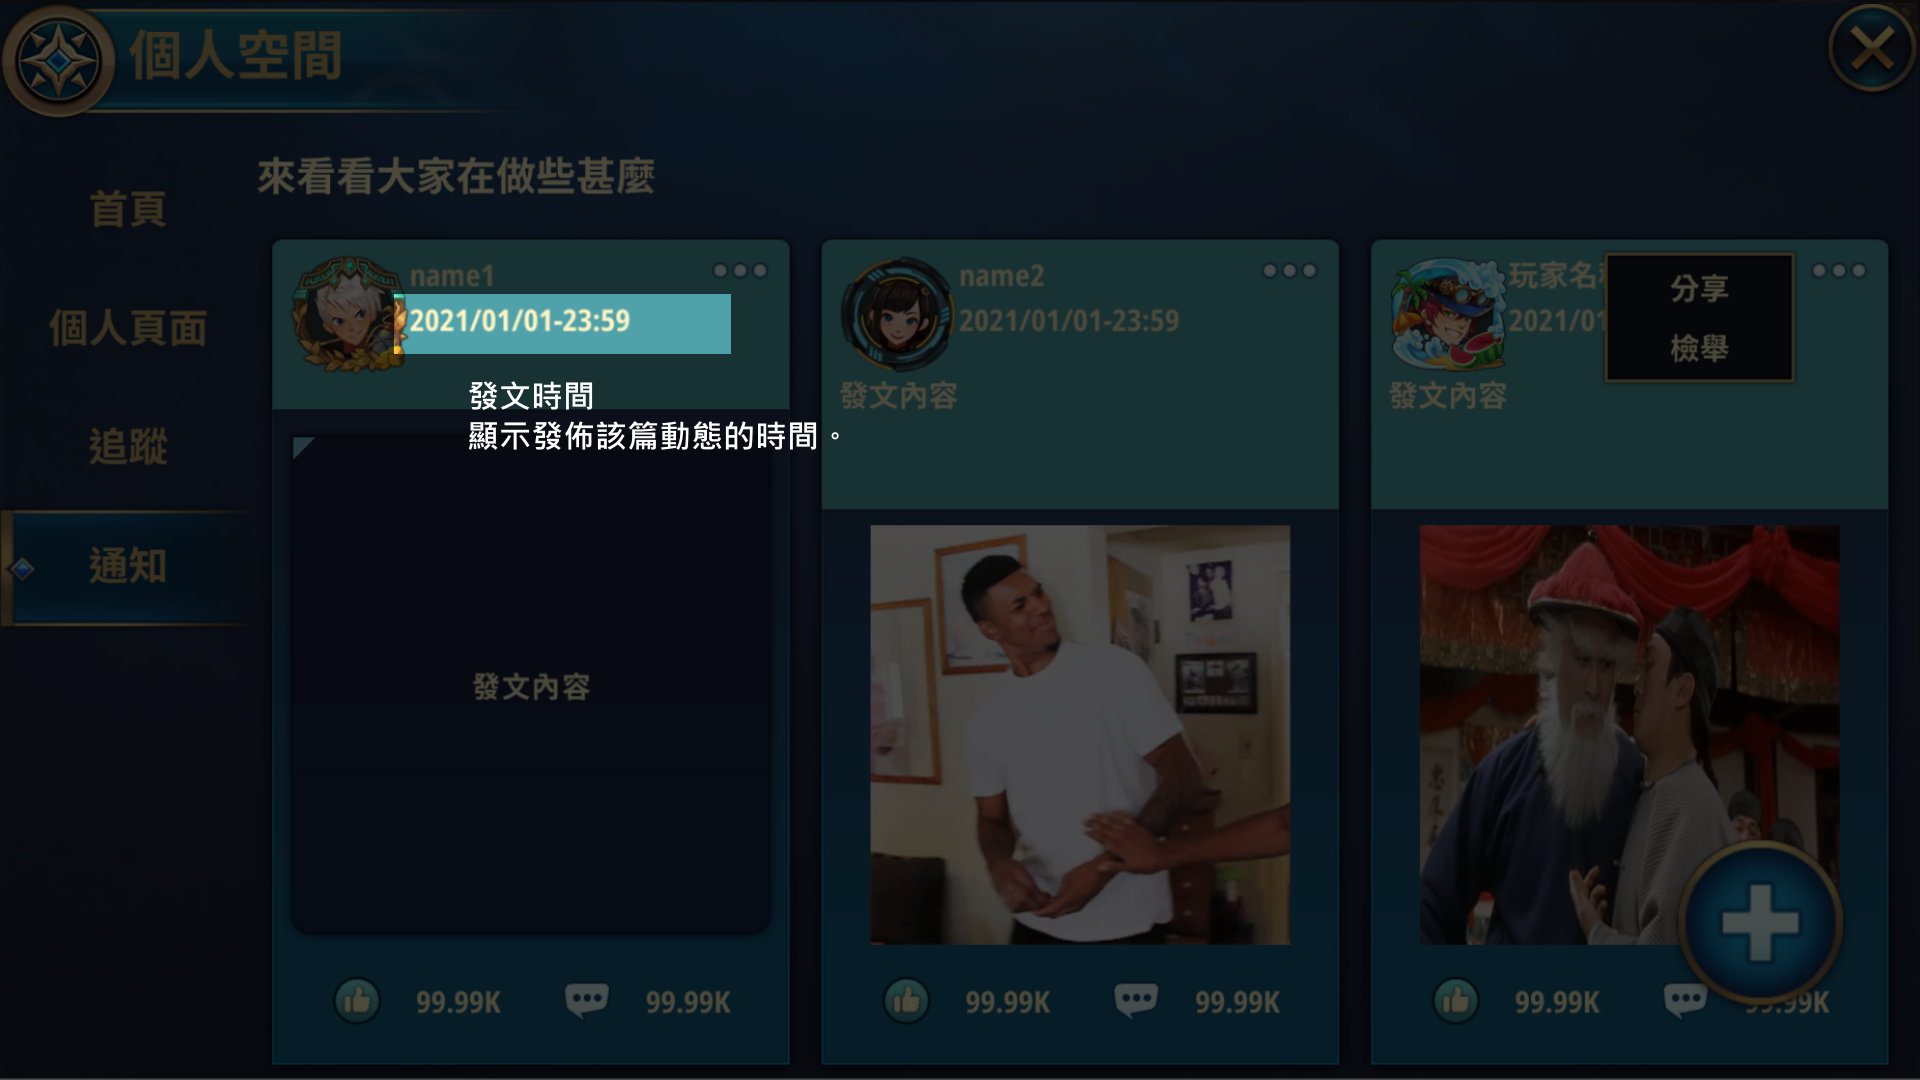 個人空間
來看看大家在做些甚麼
首頁
個人頁面
追蹤
通知
name1
2021/01/01-23:59
發文時間
顯示發佈該篇動態的時間。
發文內容
99.99K
99.99K
name2
2021/01/01-23:59
發文內容
99.99K
99.99K
玩家名
2021/01
分享
檢舉
發文內容
99.99K
99.99K